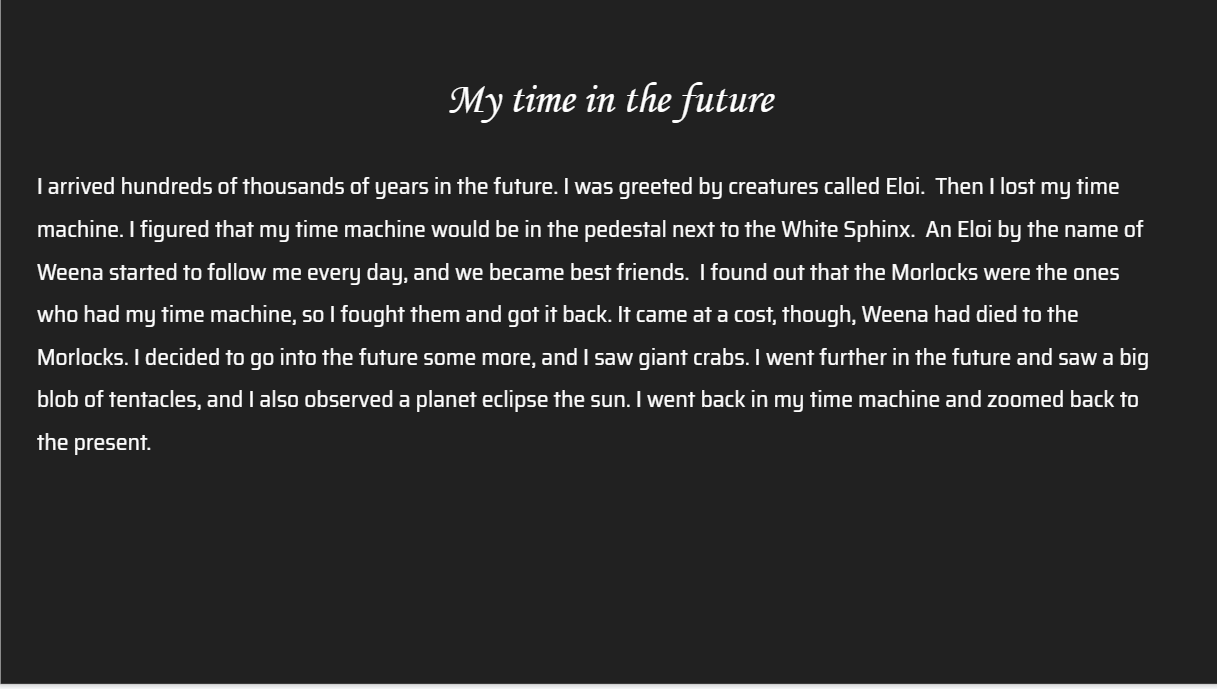 My time in the future
I arrived hundreds of thousands of years in the future. I was greeted by creatures called Eloi.  Then I lost my time
machine. I figured that my time machine would be in the pedestal next to the White Sphinx.  An Eloi by the name of
Weena started to follow me every day, and we became best friends.  I found out that the Morlocks were the ones
who had my time machine, so I fought them and got it back. It came at a cost, though, Weena had died to the
Morlocks. I decided to go into the future some more, and I saw giant crabs. I went further in the future and saw a big
blob of tentacles, and I also observed a planet eclipse the sun. I went back in my time machine and zoomed back to
the present.